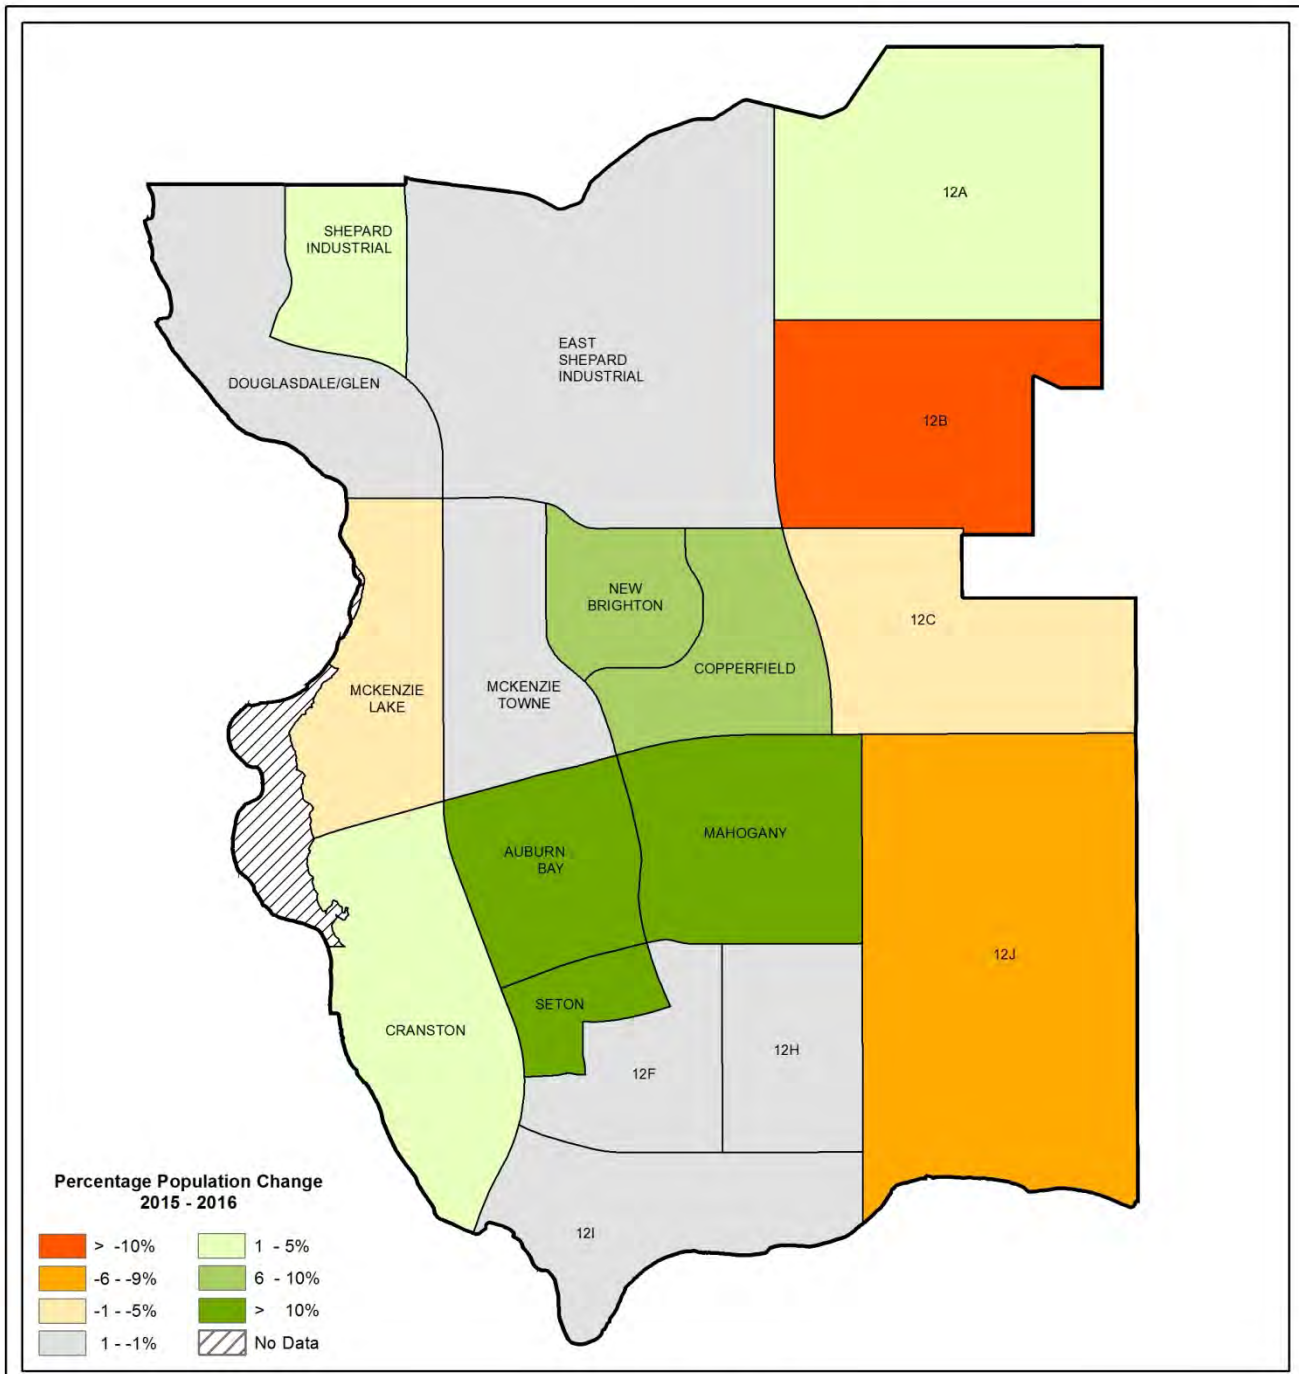 12A
SHEPARD
INDUSTRIAL
EAST
SHEPARD
INDUSTRIAL
DOUGLASDALE/GLEN
12B
NEW
BRIGHTON
12C
COPPERFIELD
MCKENZIE
LAKE
MCKENZIE
TOWNE
MAHOGANY
AUBURN
BAY
12J
SETON
CRANSTON
12H
12F
12I
Percentage Population Change
2015 - 2016
> -10%
-6 - -9%
-1 - -5%
1 - -1%
1 - 5%
6 - 10%
> 10%
No Data